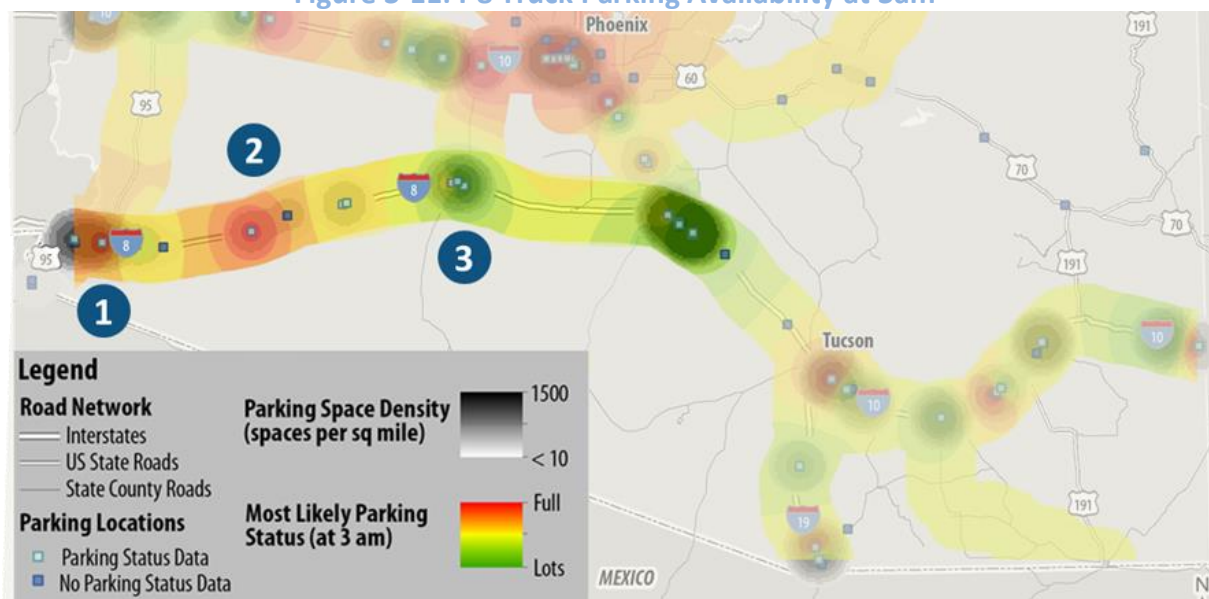 Phoenix
191
10
10
60
95
2
70
8
8
3
70
95
191
1
Tucson
10
10
Legend
Road Network
Interstates
US State Roads
State County Roads
Parking Locations
Parking Status Data
No Parking Status Data
Parking Space Density
(spaces per sq mile)
1500
< 10
Most Likely Parking
Status (at 3 am)
Full
Lots
191
19
MEXICO
N